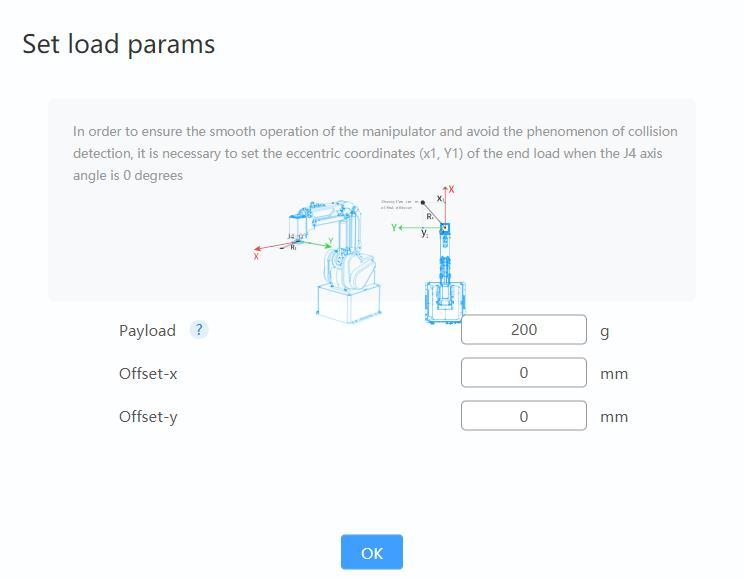 Set load params
In order to ensure the smooth operation of the manipulator and avoid the phenomenon of collision
detection, it is necessary to set the eccentric coordinates (x1, Y1) of the end load when the J4 axis
angle is 0 degrees
X
X
R
J4
Y
R
Y
y
X
Payload ? 200 g
Offset-x 0 mm
Offset-y 0 mm
OK